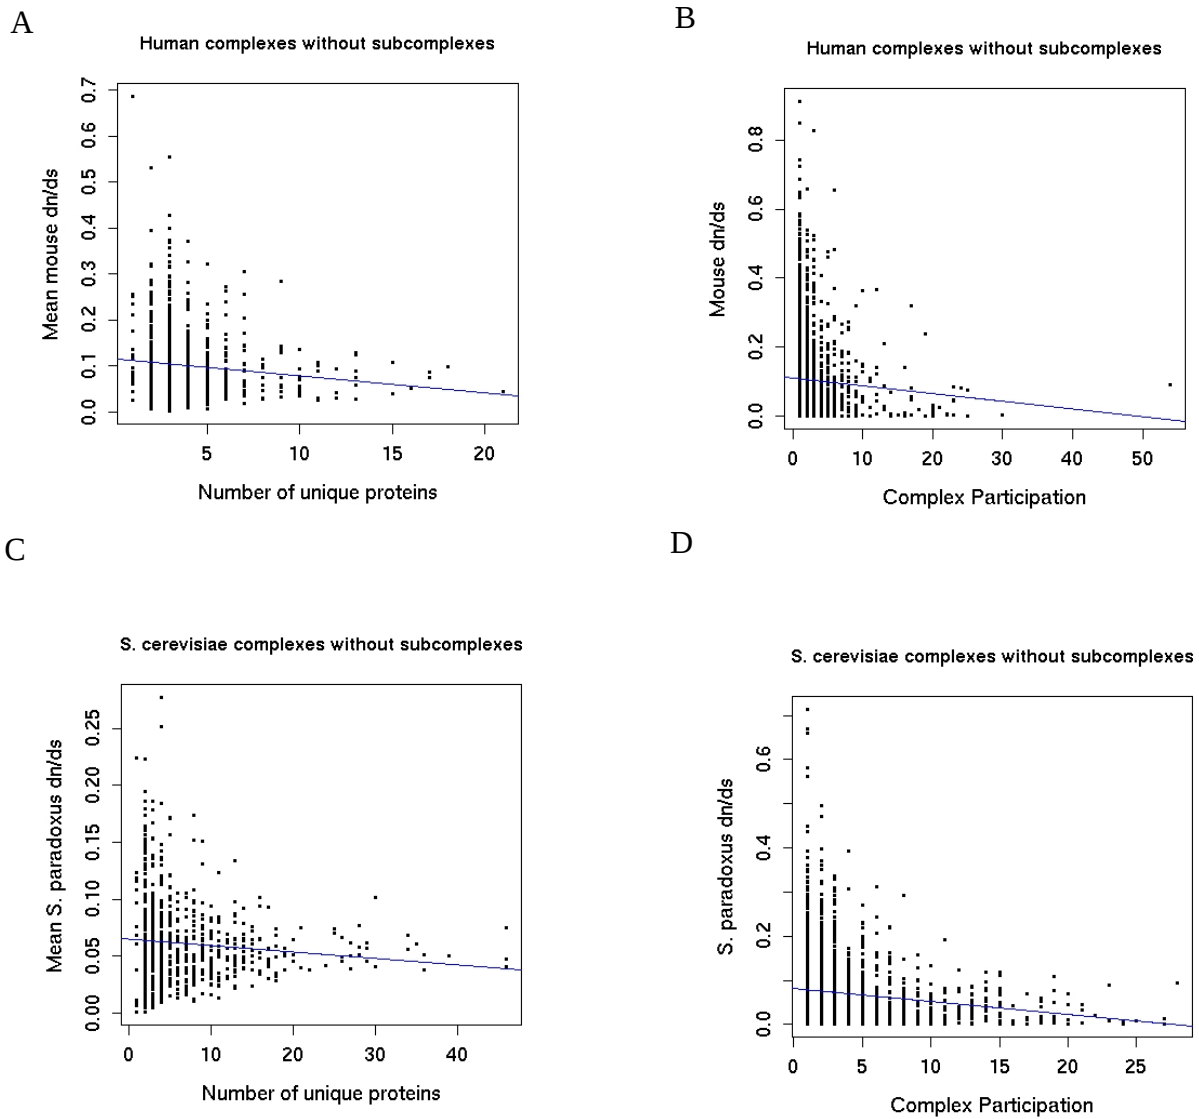 A
Human complexes without subcomplexes
Mean mouse dn/ds
0.7
0.6
0.5
0.4
0.3
0.2
0.1
0.0
5 10 15 20
Number of unique proteins
B
Human complexes without subcomplexes
Mouse dn/ds
0.8
0.6
0.4
0.2
0.0
0 10 20 30 40 50
Complex Participation
C
S. cerevisiae complexes without subcomplexes
Mean S. paradoxus dn/ds
0.25
0.20
0.15
0.10
0.05
0.00
0 10 20 30 40
Number of unique proteins
D
S. cerevisiae complexes without subcomplexes
S. paradoxus dn/ds
0.6
0.4
0.2
0.0
0 5 10 15 20 25
Complex Participation